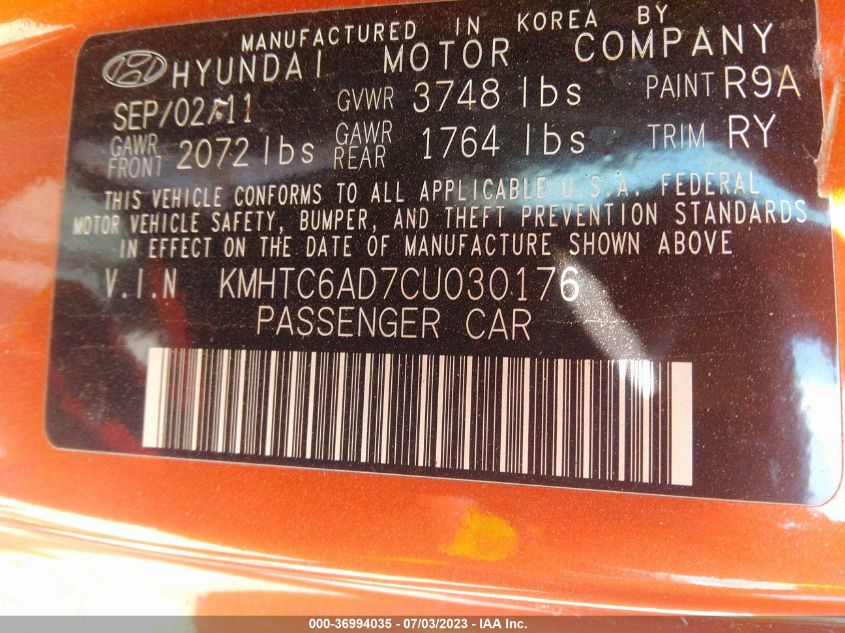 MANUFACTURED IN KOREA BY
HYUNDAI MOTOR COMPANY
SEP/02/11 GVWR 3748 lbs PAINT R9A
GAWR FRONT 2072 lbs GAWR REAR 1764 lbs TRIM RY
THIS VEHICLE CONFORMS TO ALL APPLICABLE U.S.A. FEDERAL
MOTOR VEHICLE SAFETY, BUMPER, AND THEFT PREVENTION STANDARDS
IN EFFECT ON THE DATE OF MANUFACTURE SHOWN ABOVE
V.I.N KMHTC6AD7CU030176
PASSENGER CAR
000-36994035 - 07/03/2023 - IAA Inc.